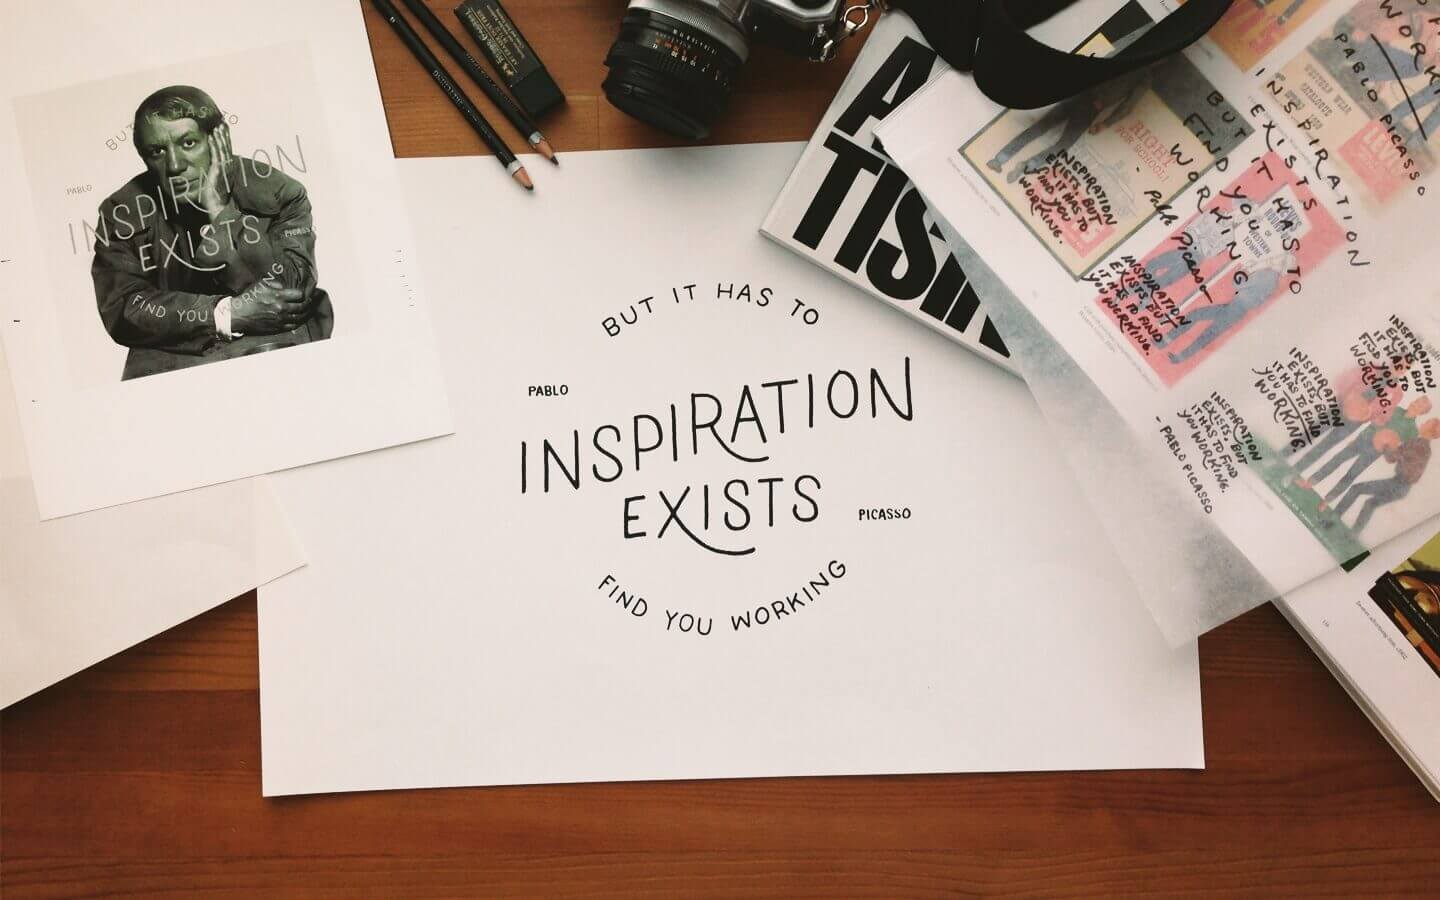 BUT IT HAS TO
PABLO
INSPIRATION
EXISTS
PICASSO
FIND YOU WORKING
BUT IT HAS TO
PABLO
INSPIRATION
EXISTS
PICASSO
FIND YOU WORKING
INSPIRATION
EXISTS IT HAS TO
BUT
FIND YOU
WORKING.
- Pablo Picasso
PABLO PICASSO
RIGHT
FOR SCHOOL!
INSPIRATION
EXISTS, BUT
IT HAS TO
FIND YOU
WORKING.
INSPIRATION
EXISTS. BUT
IT HAS TO FIND
YOU WORKING.
INSPIRATION
EXISTS, BUT
IT HAS TO FIND
YOU WORKING.
INSPIRATION
EXISTS, BUT
IT HAS TO
FIND YOU
WORKING.
INSPIRATION
EXISTS. BUT
IT HAS TO FIND
YOU WORKING.
- PABLO PICASSO